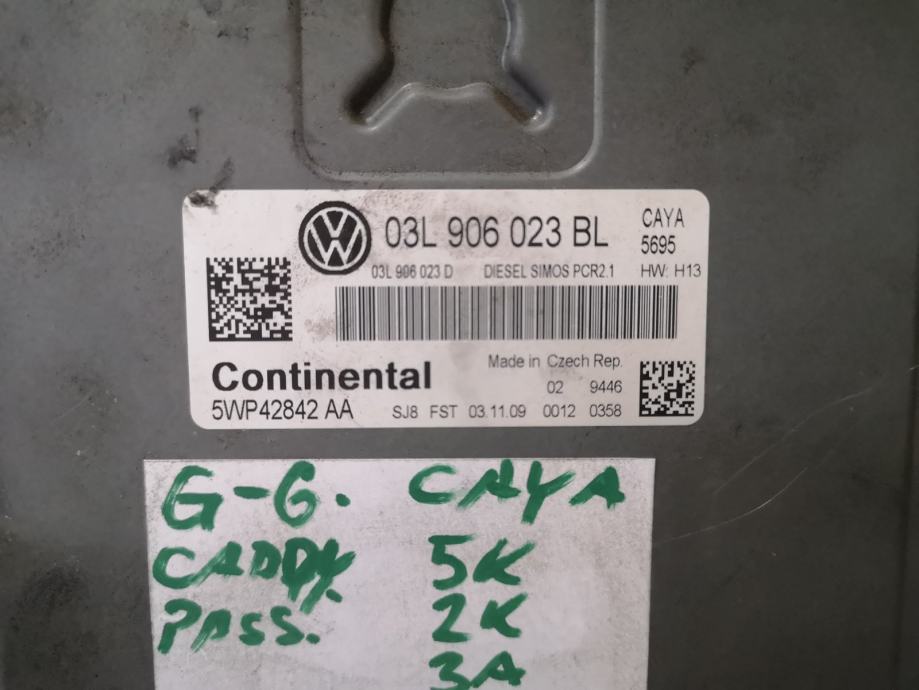 03L 906 023 BL CAYA
5695
03L 906 023 D DIESEL SIMOS PCR2.1 HW: H13
Made in Czech Rep.
Continental 02 9446
5WP42842 AA SJ8 FST 03.11.09 0012 0358
G-6. CAYA
CADDY. 5K
PASS. 2K
3A